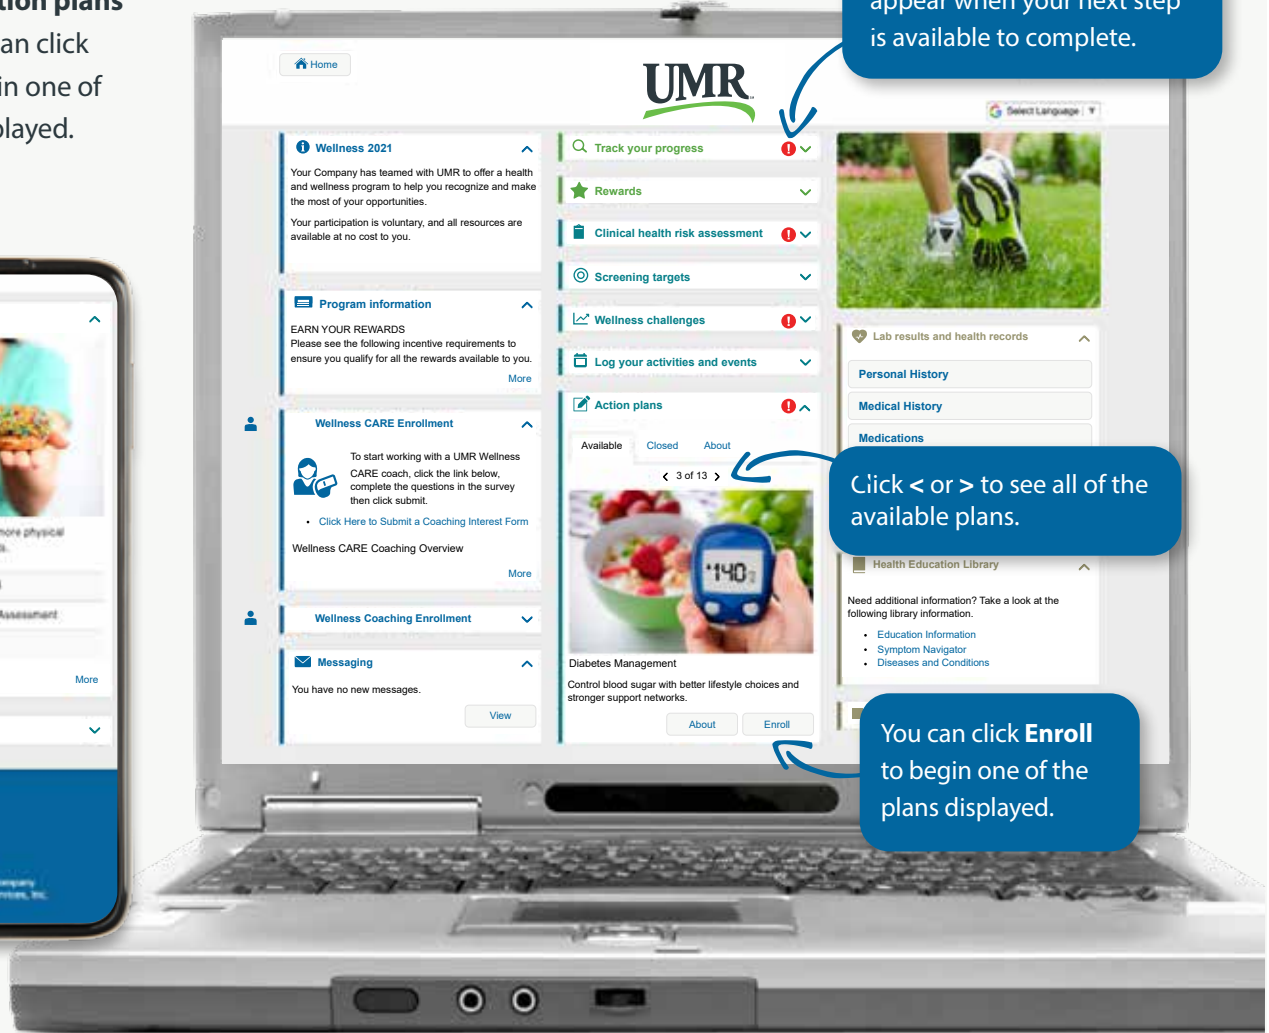 tion plans
an click
in one of
played.
appear when your next step
is available to complete.
Home
UMR
Select Language
Wellness 2021
Your Company has teamed with UMR to offer a health
and wellness program to help you recognize and make
the most of your opportunities.
Your participation is voluntary, and all resources are
available at no cost to you.
Program information
EARN YOUR REWARDS
Please see the following incentive requirements to
ensure you qualify for all the rewards available to you.
More
Wellness CARE Enrollment
To start working with a UMR Wellness
CARE coach, click the link below,
complete the questions in the survey
then click submit.
• Click Here to Submit a Coaching Interest Form
Wellness CARE Coaching Overview
More
Wellness Coaching Enrollment
Messaging
You have no new messages.
View
Track your progress
Rewards
Clinical health risk assessment
Screening targets
Wellness challenges
Log your activities and events
Action plans
Available Closed About
< 3 of 13 >
140
Diabetes Management
Control blood sugar with better lifestyle choices and
stronger support networks.
About Enroll
Lab results and health records
Personal History
Medical History
Medications
Click < or > to see all of the
available plans.
Health Education Library
Need additional information? Take a look at the
following library information.
• Education Information
• Symptom Navigator
• Diseases and Conditions
You can click Enroll
to begin one of the
plans displayed.
more physical
Assessment
More